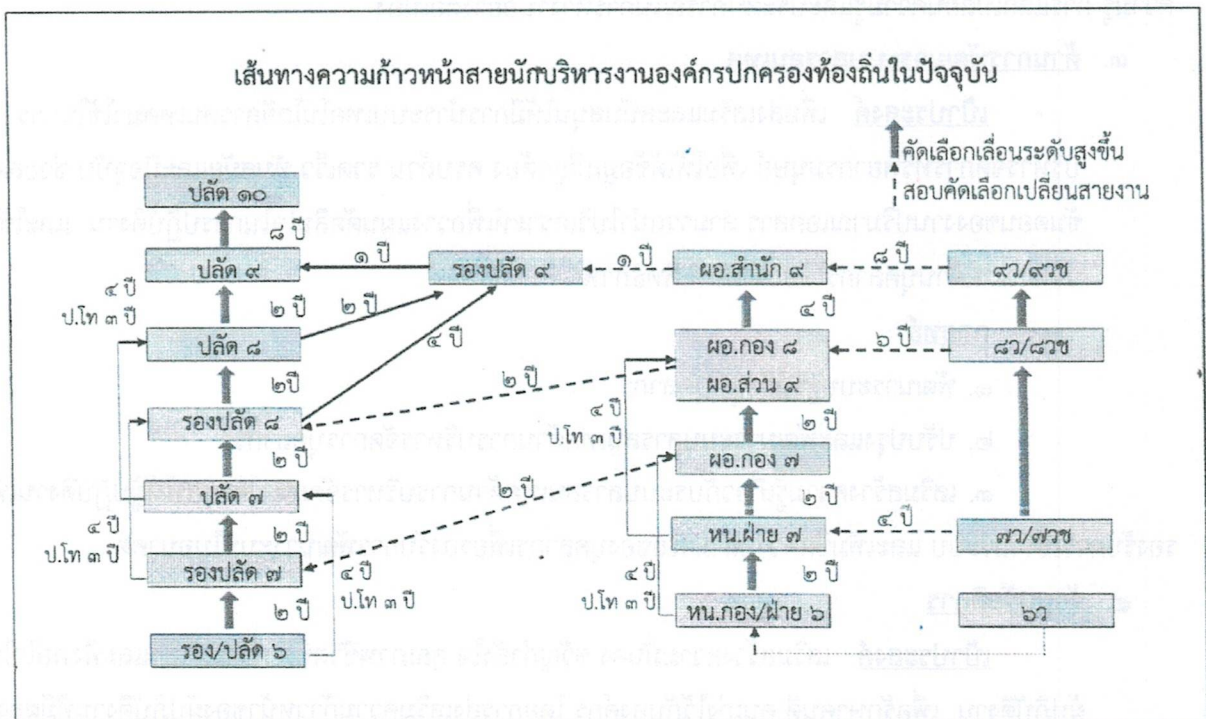 เส้นทางความก้าวหน้าสายนักบริหารงานองค์กรปกครองท้องถิ่นในปัจจุบัน
คัดเลือกเลื่อนระดับสูงขึ้น
สอบคัดเลือกเปลี่ยนสายงาน
ปลัด ๑๐
๘ ปี
ปลัด ๙
๑ ปี
รองปลัด ๙
๑ ปี
ผอ.สำนัก ๙
๘ ปี
๙ว/๙วช
๔ ปี
ป.โท ๓ ปี
๒ ปี
๒ ปี
๔ ปี
๔ ปี
ปลัด ๘
ผอ.กอง ๘
ผอ.ส่วน ๙
๖ ปี
๘ว/๘วช
๒ปี
๒ ปี
รองปลัด ๘
๔ ปี
ป.โท ๓ ปี
๒ ปี
๒ ปี
ผอ.กอง ๗
ปลัด ๗
๒ ปี
๒ ปี
๔ ปี
ป.โท ๓ ปี
๒ ปี
หน.ฝ่าย ๗
๔ ปี
๗ว/๗วช
รองปลัด ๗
๔ ปี
ป.โท ๓ ปี
๔ ปี
ป.โท ๓ ปี
๒ ปี
๒ ปี
หน.กอง/ฝ่าย ๖
๖ว
รอง/ปลัด ๖